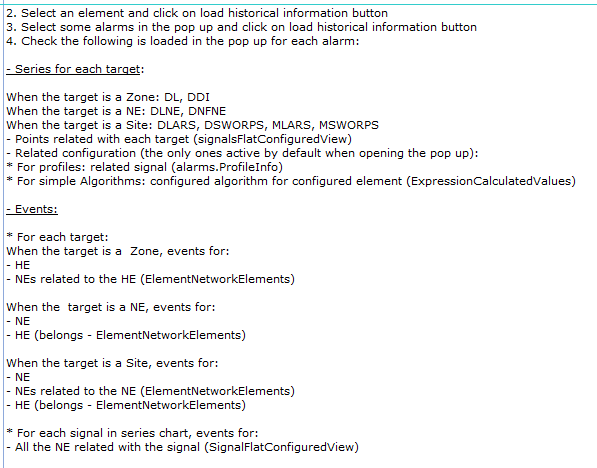 2. Select an element and click on load historical information button
3. Select some alarms in the pop up and click on load historical information button
4. Check the following is loaded in the pop up for each alarm:
- Series for each target:
When the target is a Zone: DL, DDI
When the target is a NE: DLNE, DNFNE
When the target is a Site: DLARS, DSWORPS, MLARS, MSWORPS
- Points related with each target (signalsFlatConfiguredView)
- Related configuration (the only ones active by default when opening the pop up):
* For profiles: related signal (alarms.ProfileInfo)
* For simple Algorithms: configured algorithm for configured element (ExpressionCalculatedValues)
- Events:
* For each target:
When the target is a  Zone, events for:
- HE
- NEs related to the HE (ElementNetworkElements)
When the  target is a NE, events for:
- NE
- HE (belongs - ElementNetworkElements)
When the target is a Site, events for:
- NE
- NEs related to the NE (ElementNetworkElements)
- HE (belongs - ElementNetworkElements)
* For each signal in series chart, events for:
- All the NE related with the signal (SignalFlatConfiguredView)